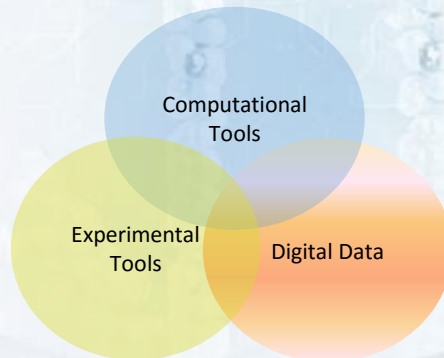 Computational
Tools
Experimental
Tools
Digital Data